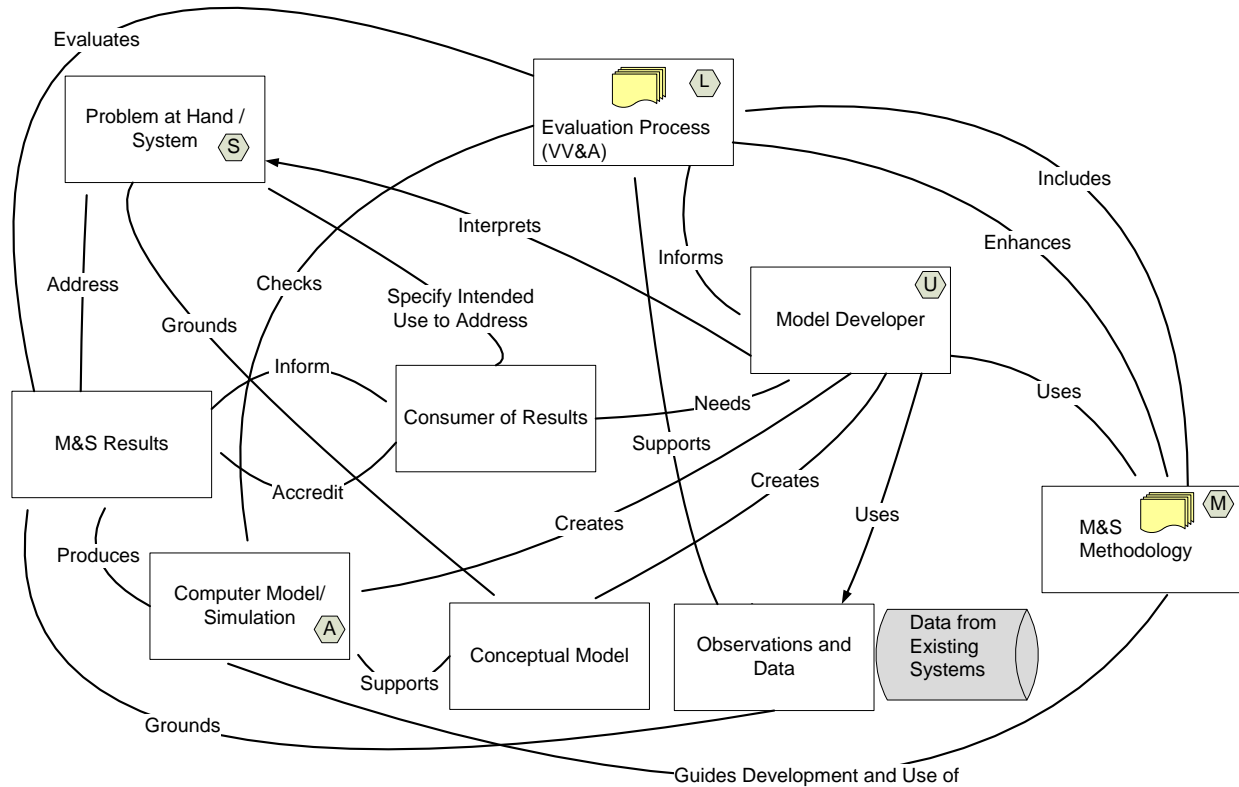 Evaluates
L
Problem at Hand /
System
S
Evaluation Process
(VV&A)
Includes
Interprets
Enhances
Informs
Address
Checks
U
Specify Intended
Use to Address
Grounds
Model Developer
Inform
Uses
Consumer of Results
Needs
M&S Results
Supports
Accredit
Creates
M
Creates
Uses
M&S
Methodology
Produces
Computer Model/
Simulation
A
Data from
Existing
Systems
Conceptual Model
Observations and
Data
Supports
Grounds
Guides Development and Use of